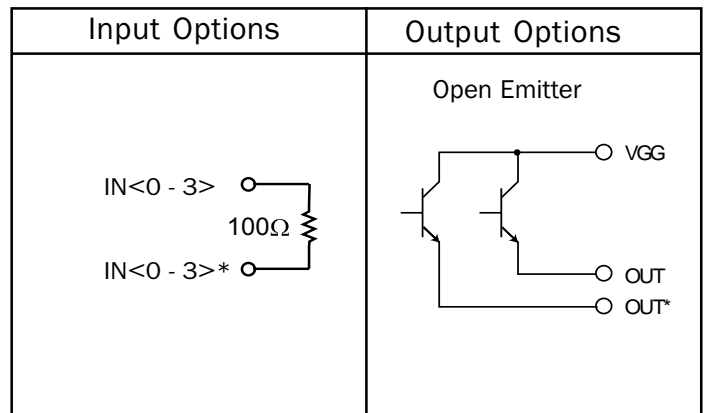 Input Options
Output Options
Open Emitter
VGG
IN<0 - 3>
100Ω
IN<0 - 3>*
OUT
OUT*